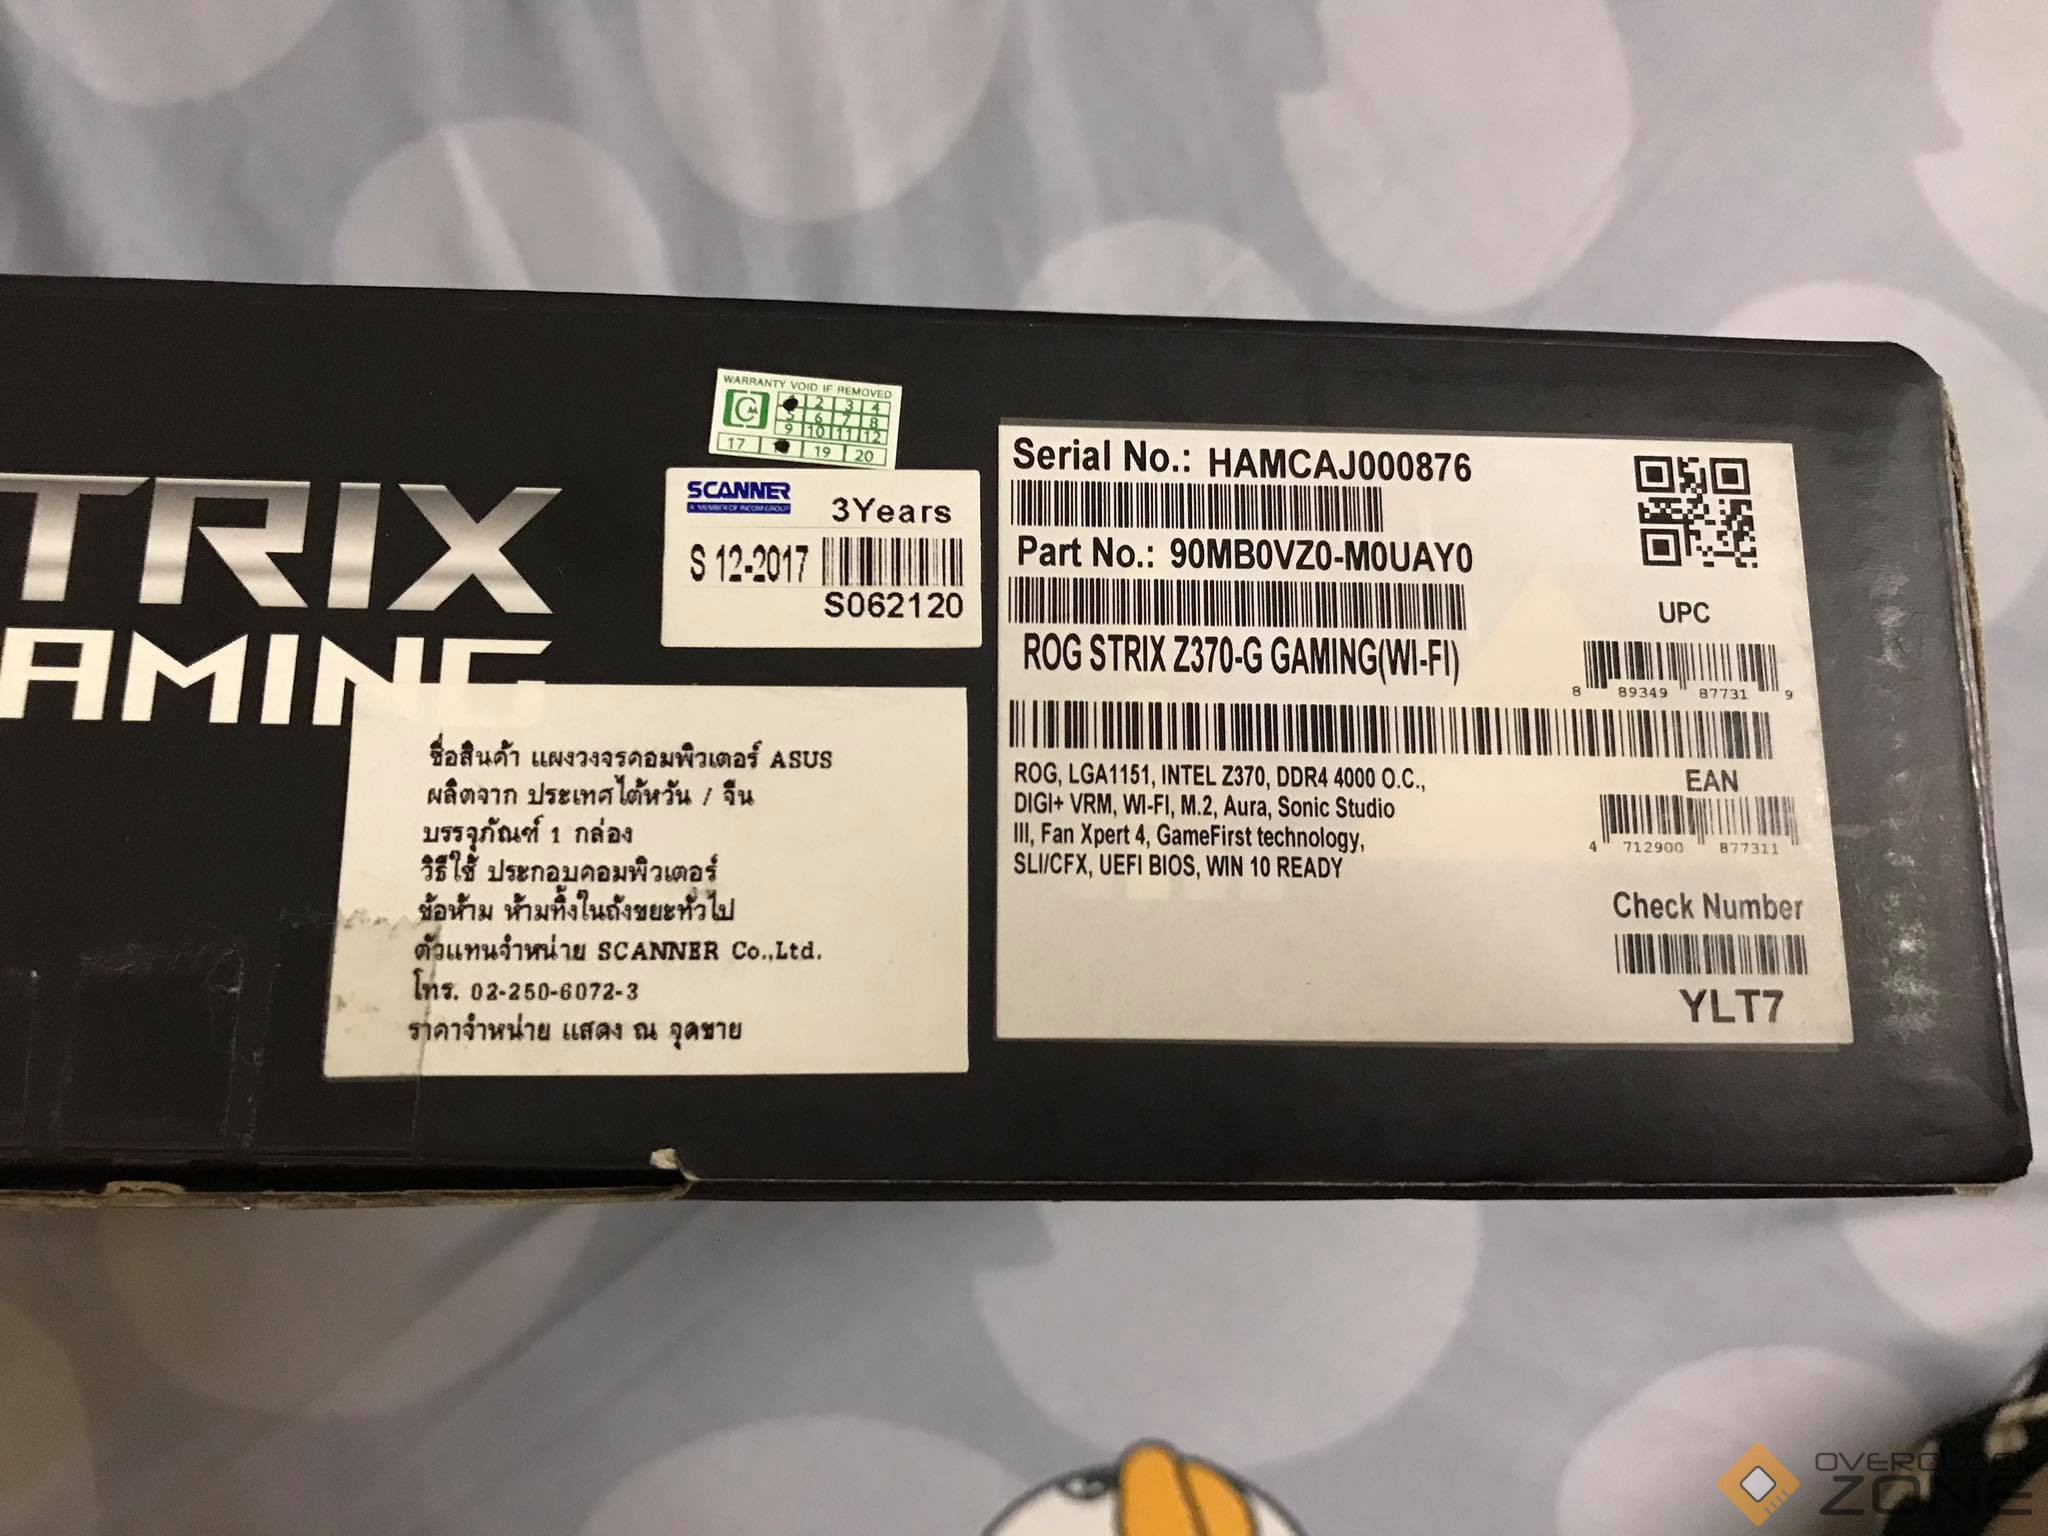 TRIX
AMING
WARRANTY VOID IF REMOVED
2 3 4
5 6 7 8
9 10 11 12
17 19 20
SCANNER
A MEMBER OF INCOM GROUP
3Years
S 12-2017
S062120
ชื่อสินค้า แผงวงจรคอมพิวเตอร์ ASUS
ผลิตจาก ประเทศไต้หวัน / จีน
บรรจุภัณฑ์ 1 กล่อง
วิธีใช้ ประกอบคอมพิวเตอร์
ข้อห้าม ห้ามทิ้งในถังขยะทั่วไป
ตัวแทนจำหน่าย SCANNER Co.,Ltd.
โทร. 02-250-6072-3
ราคาจำหน่าย แสดง ณ จุดขาย
Serial No.: HAMCAJ000876
Part No.: 90MB0VZ0-M0UAY0
ROG STRIX Z370-G GAMING(WI-FI)
ROG, LGA1151, INTEL Z370, DDR4 4000 O.C.,
DIGI+ VRM, WI-FI, M.2, Aura, Sonic Studio
III, Fan Xpert 4, GameFirst technology,
SLI/CFX, UEFI BIOS, WIN 10 READY
UPC
8 89349 87731 9
EAN
4 712900 877311
Check Number
YLT7
OVERCLOCK
ZONE